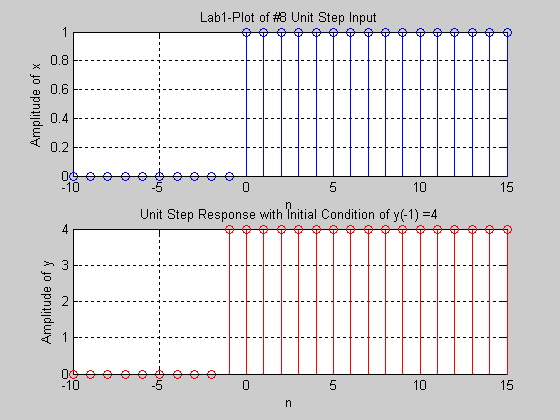 Lab1-Plot of #8 Unit Step Input
Amplitude of x
1
0.8
0.6
0.4
0.2
0
-10 -5 0 5 10 15
n
Unit Step Response with Initial Condition of y(-1) =4
Amplitude of y
4
3
2
1
0
-10 -5 0 5 10 15
n